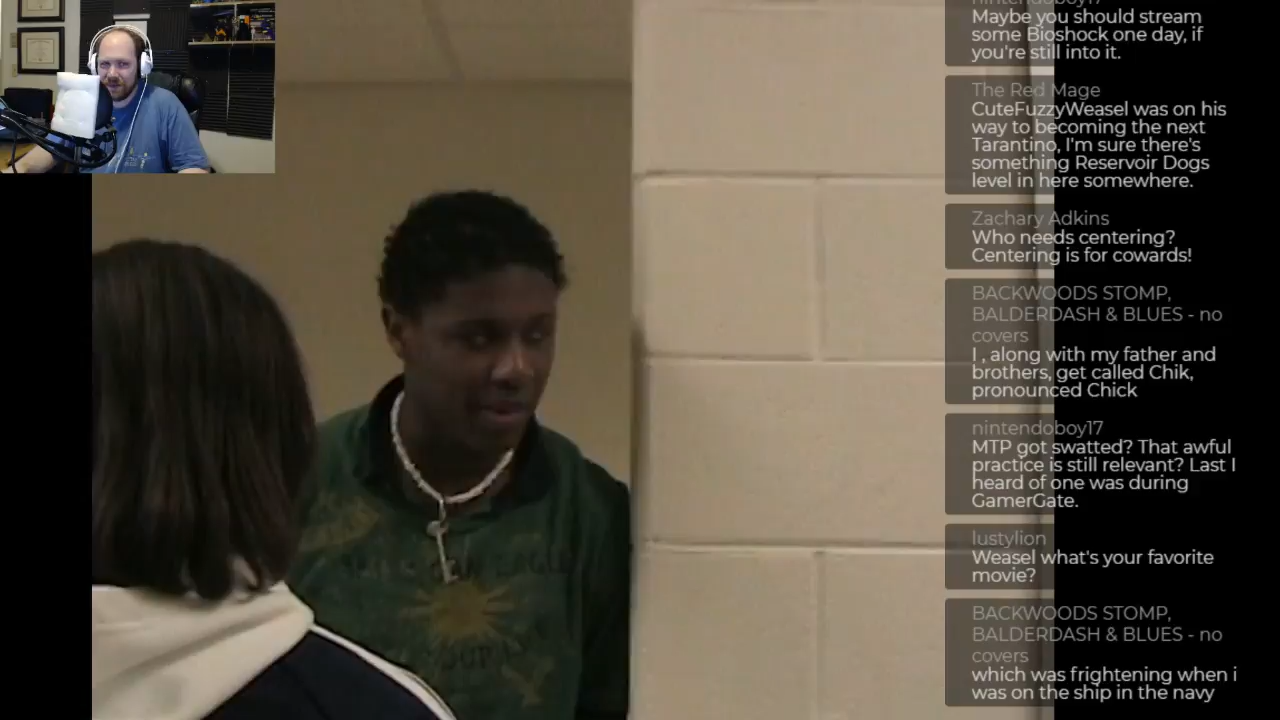 nintendoboy17
Maybe you should stream
some Bioshock one day, if
you're still into it.
The Red Mage
CuteFuzzyWeasel was on his
way to becoming the next
Tarantino, I'm sure there's
something Reservoir Dogs
level in here somewhere.
Zachary Adkins
Who needs centering?
Centering is for cowards!
BACKWOODS STOMP,
BALDERDASH & BLUES - no
covers
I , along with my father and
brothers, get called Chik,
pronounced Chick
nintendoboy17
MTP got swatted? That awful
practice is still relevant? Last I
heard of one was during
GamerGate.
lustylion
Weasel what's your favorite
movie?
BACKWOODS STOMP,
BALDERDASH & BLUES - no
covers
which was frightening when i
was on the ship in the navy